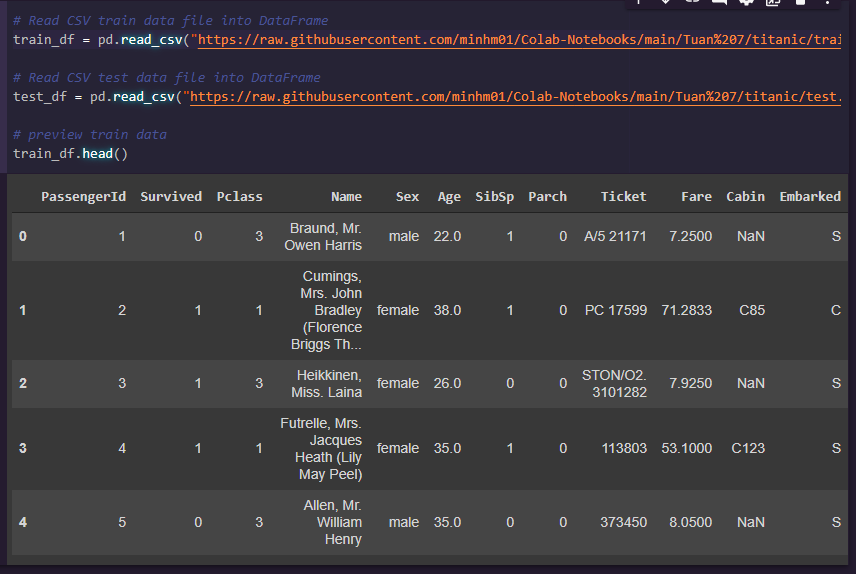 # Read CSV train data file into DataFrame
train_df = pd.read_csv("https://raw.githubusercontent.com/minhm01/Colab-Notebooks/main/Tuan%207/titanic/trai
# Read CSV test data file into DataFrame
test_df = pd.read_csv("https://raw.githubusercontent.com/minhm01/Colab-Notebooks/main/Tuan%207/titanic/test.
# preview train data
train_df.head()
PassengerId Survived Pclass Name Sex Age SibSp Parch Ticket Fare Cabin Embarked
0 1 0 3 Braund, Mr. Owen Harris male 22.0 1 0 A/5 21171 7.2500 NaN S
1 2 1 1 Cumings, Mrs. John Bradley (Florence Briggs Th... female 38.0 1 0 PC 17599 71.2833 C85 C
2 3 1 3 Heikkinen, Miss. Laina female 26.0 0 0 STON/O2. 3101282 7.9250 NaN S
3 4 1 1 Futrelle, Mrs. Jacques Heath (Lily May Peel) female 35.0 1 0 113803 53.1000 C123 S
4 5 0 3 Allen, Mr. William Henry male 35.0 0 0 373450 8.0500 NaN S